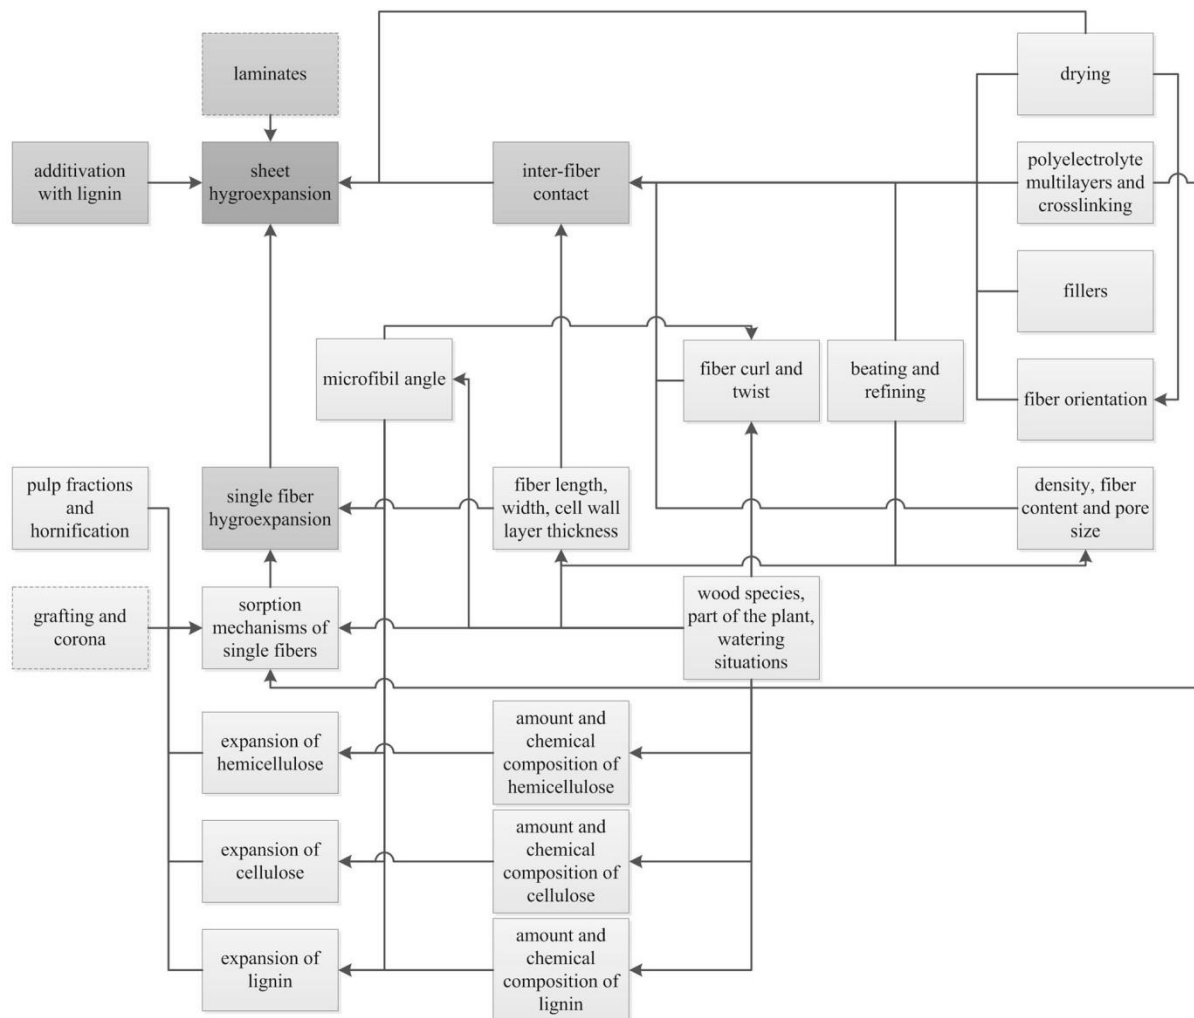 laminates
drying
additivation
with lignin
sheet
hygroexpansion
inter-fiber
contact
polyelectrolyte
multilayers and
crosslinking
fillers
microfibil angle
fiber curl and
twist
beating and
refining
fiber orientation
pulp fractions
and
hornification
single fiber
hygroexpansion
fiber length,
width, cell wall
layer thickness
density, fiber
content and pore
size
grafting and
corona
sorption
mechanisms of
single fibers
wood species,
part of the plant,
watering
situations
expansion of
hemicellulose
amount and
chemical
composition of
hemicellulose
expansion of
cellulose
amount and
chemical
composition of
cellulose
expansion of
lignin
amount and
chemical
composition of
lignin